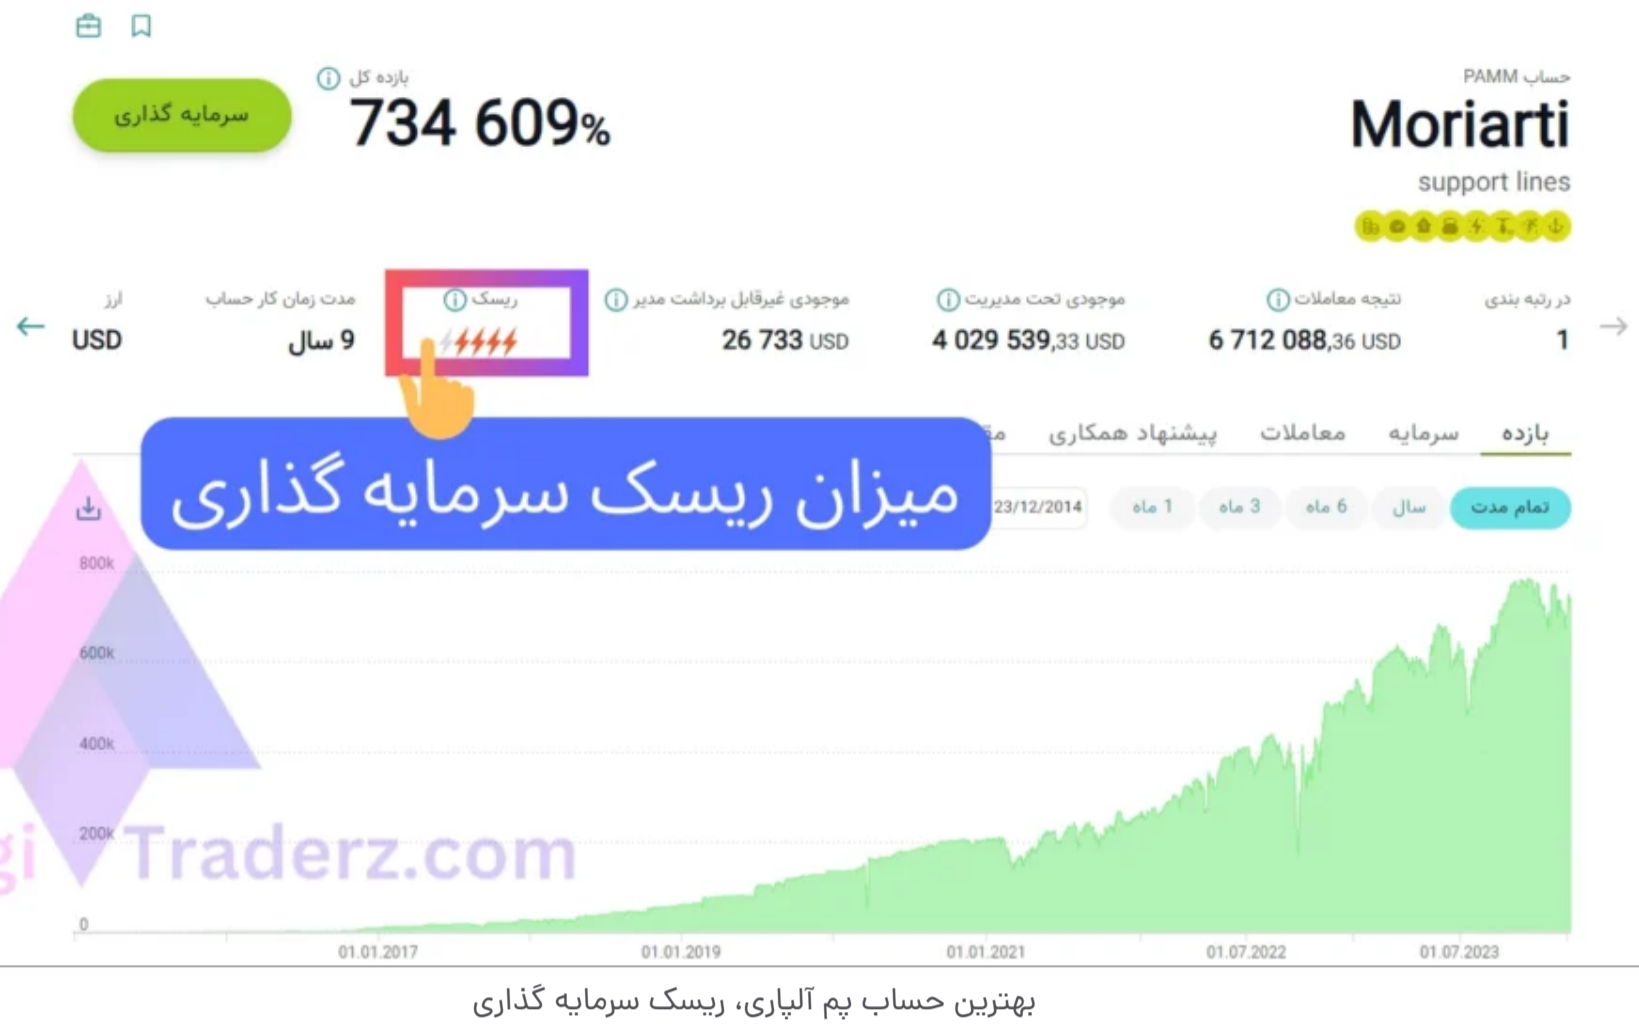 حساب PAMM
Moriarti
support lines
بازده کل
734 609%
سرمایه گذاری
در رتبه بندی
1
نتیجه معاملات
6 712 088,36 USD
موجودی تحت مدیریت
4 029 539,33 USD
موجودی غیرقابل برداشت مدیر
26 733 USD
ریسک
مدت زمان کار حساب
9 سال
ارز
USD
میزان ریسک سرمایه گذاری
بازده سرمایه معاملات پیشنهاد همکاری
تمام مدت سال 6 ماه 3 ماه 1 ماه 23/12/2014
800k
600k
400k
200k
0
gi Traderz.com
01.01.2017 01.01.2019 01.01.2021 01.07.2022 01.07.2023
بهترین حساب پم آلپاری، ریسک سرمایه گذاری